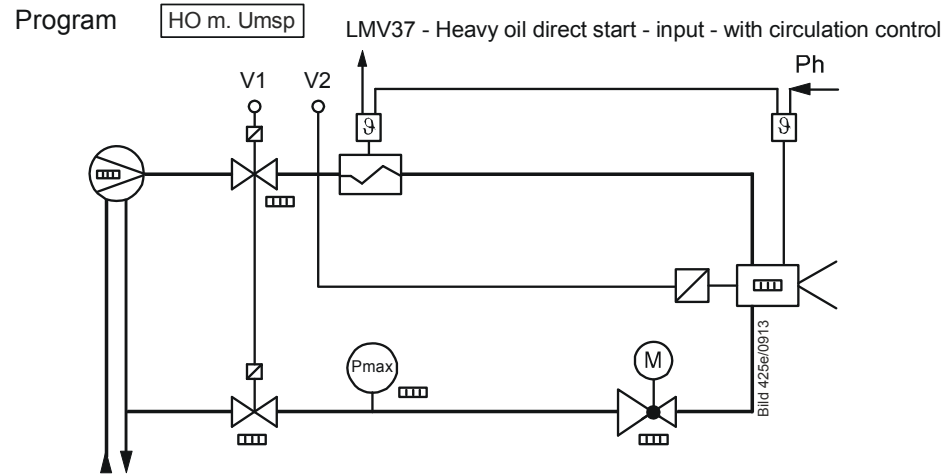 Program
HO m. Umsp
LMV37 - Heavy oil direct start - input - with circulation control
Ph
V1
V2
ϑ
ϑ
Pmax
M
Bild 425e/0913